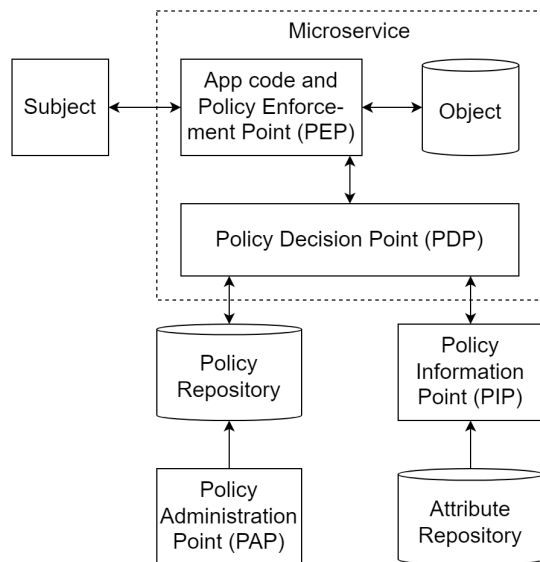 Microservice
Subject
App code and
Policy Enforce-
ment Point (PEP)
Object
Policy Decision Point (PDP)
Policy
Repository
Policy
Information
Point (PIP)
Policy
Administration
Point (PAP)
Attribute
Repository